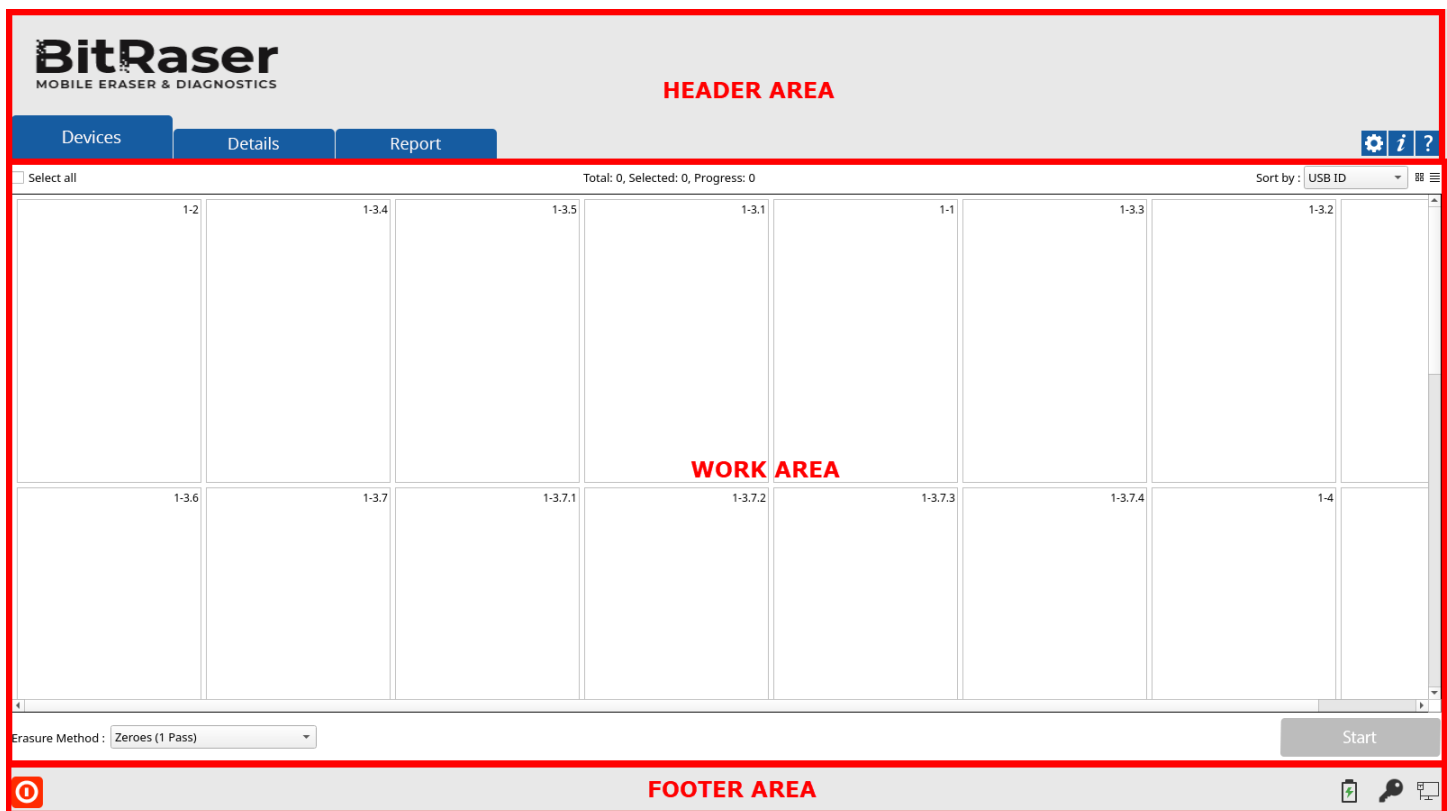 BitRaser
MOBILE ERASER & DIAGNOSTICS
HEADER AREA
Devices
Details
Report
i
?
Select all
Total: 0, Selected: 0, Progress: 0
Sort by : USB ID
1-2
1-3.4
1-3.5
1-3.1
1-1
1-3.3
1-3.2
WORK AREA
1-3.6
1-3.7
1-3.7.1
1-3.7.2
1-3.7.3
1-3.7.4
1-4
Erasure Method : Zeroes (1 Pass)
Start
FOOTER AREA